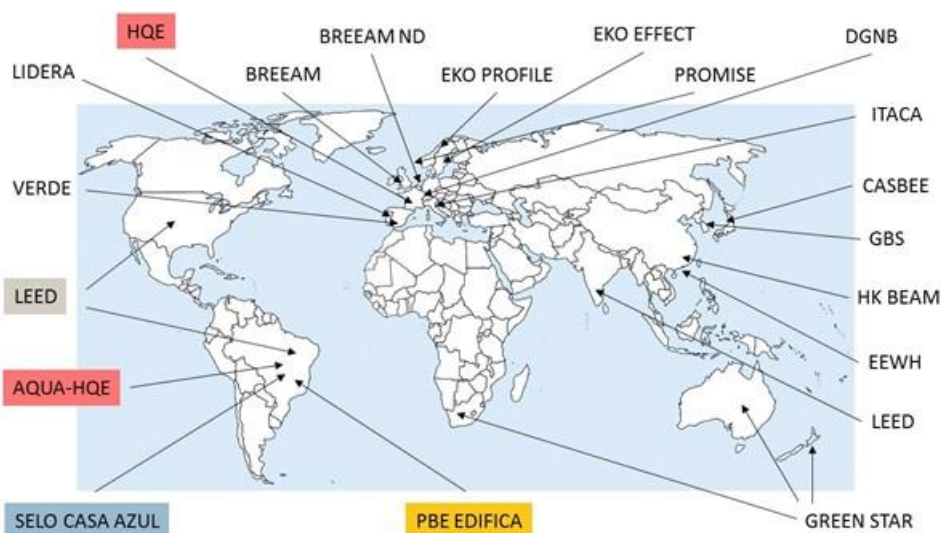 HQE
BREEAM ND
EKO EFFECT
DGNB
LIDERA
BREEAM
EKO PROFILE
PROMISE
ITACA
VERDE
CASBEE
GBS
LEED
HK BEAM
EEWH
AQUA-HQE
LEED
SELO CASA AZUL
PBE EDIFICA
GREEN STAR